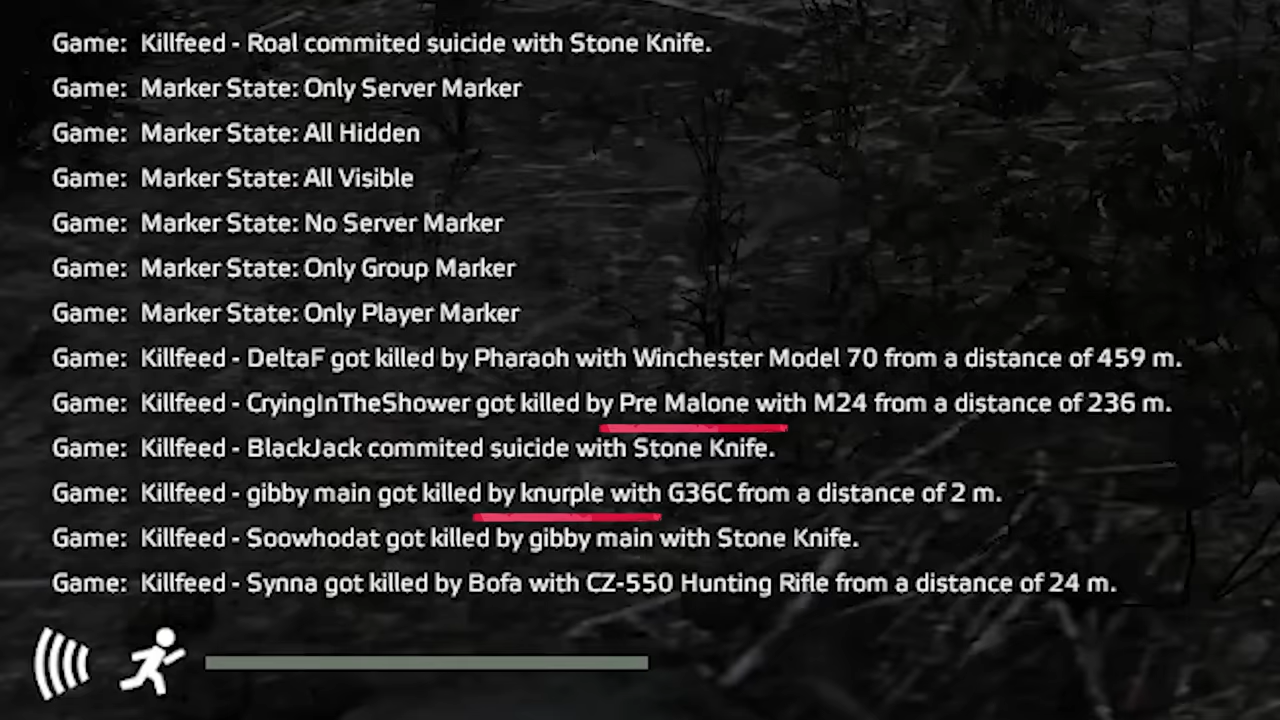 Game: Killfeed - Roal commited suicide with Stone Knife.
Game: Marker State: Only Server Marker
Game: Marker State: All Hidden
Game: Marker State: All Visible
Game: Marker State: No Server Marker
Game: Marker State: Only Group Marker
Game: Marker State: Only Player Marker
Game: Killfeed - DeltaF got killed by Pharaoh with Winchester Model 70 from a distance of 459 m.
Game: Killfeed - CryingInTheShower got killed by Pre Malone with M24 from a distance of 236 m.
Game: Killfeed - BlackJack commited suicide with Stone Knife.
Game: Killfeed - gibby main got killed by knurple with G36C from a distance of 2 m.
Game: Killfeed - Soowhodat got killed by gibby main with Stone Knife.
Game: Killfeed - Synna got killed by Bofa with CZ-550 Hunting Rifle from a distance of 24 m.